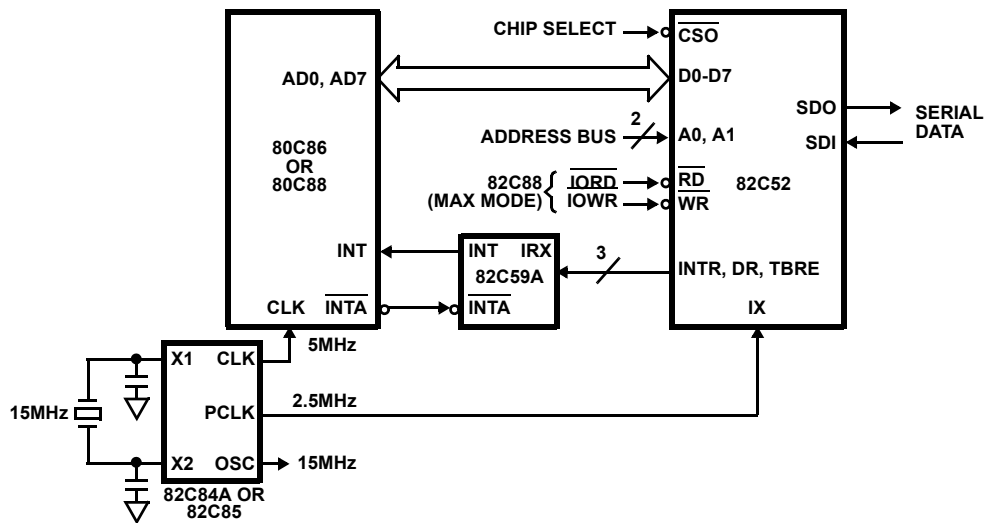 CHIP SELECT
CSO
AD0, AD7
D0-D7
SDO
SERIAL
DATA
ADDRESS BUS
2
A0, A1
SDI
80C86
OR
80C88
82C88
(MAX MODE)
IORD
IOWR
RD
WR
82C52
INT
INT IRX
82C59A
3
INTR, DR, TBRE
CLK INTA
INTA
IX
5MHz
X1 CLK
15MHz
PCLK
2.5MHz
X2 OSC
15MHz
82C84A OR
82C85